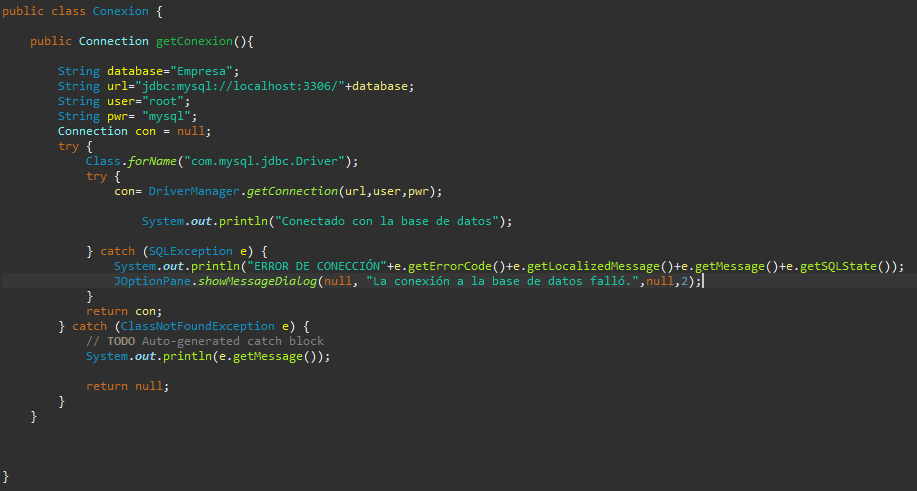 public class Conexion {
public Connection getConexion(){
String database="Empresa";
String url="jdbc:mysql://localhost:3306/"+database;
String user="root";
String pwr= "mysql";
Connection con = null;
try {
Class.forName("com.mysql.jdbc.Driver");
try {
con= DriverManager.getConnection(url,user,pwr);
System.out.println("Conectado con la base de datos");
} catch (SQLException e) {
System.out.println("ERROR DE CONECCIÓN"+e.getErrorCode()+e.getLocalizedMessage()+e.getMessage()+e.getSQLState());
JOptionPane.showMessageDialog(null, "La conexión a la base de datos falló.",null,2);
}
return con;
} catch (ClassNotFoundException e) {
// TODO Auto-generated catch block
System.out.println(e.getMessage());
return null;
}
}
}